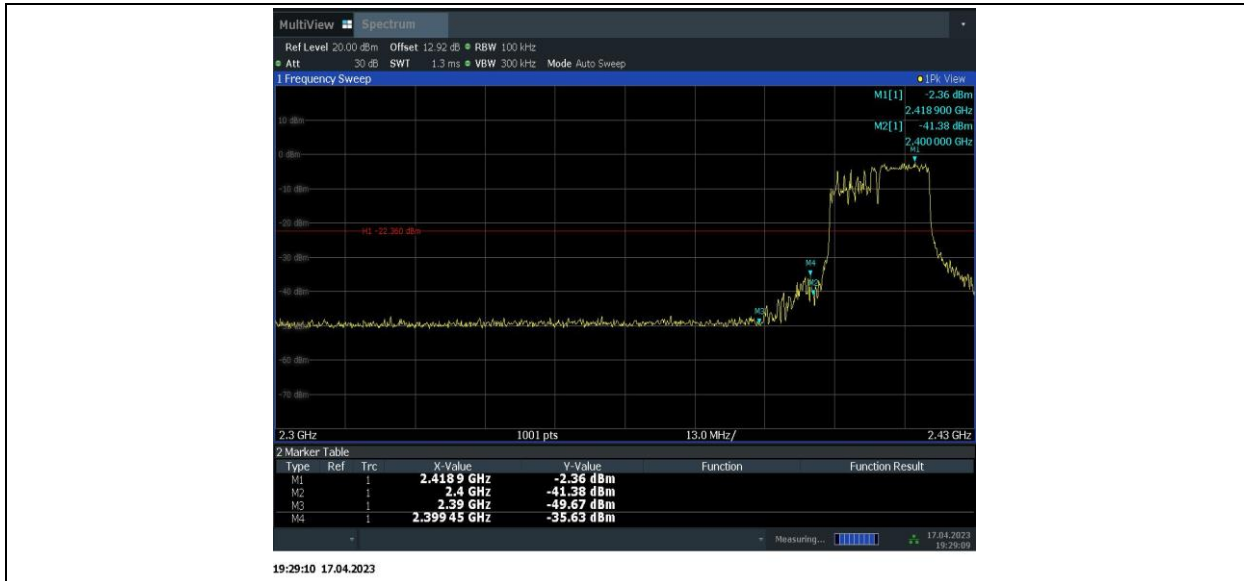 MultiView Spectrum
Ref Level 20.00 dBm Offset 12.92 dB RBW 100 kHz
Att 30 dB SWT 1.3 ms VBW 300 kHz Mode Auto Sweep
1 Frequency Sweep 1Pk View
M1[1] -2.36 dBm
2.418 900 GHz
10 dBm
M2[1] -41.38 dBm
2.400 000 GHz
M1
0 dBm
-10 dBm
-20 dBm
H1 -22.360 dBm
-30 dBm
M4
M2
-40 dBm
M3
-60 dBm
-70 dBm
2.3 GHz 1001 pts 13.0 MHz/ 2.43 GHz
2 Marker Table
Type Ref Trc X-Value Y-Value Function Function Result
M1 1 2.418 9 GHz -2.36 dBm
M2 1 2.4 GHz -41.38 dBm
M3 1 2.39 GHz -49.67 dBm
M4 1 2.399 45 GHz -35.63 dBm
Measuring... 17.04.2023
19:29:09
19:29:10 17.04.2023